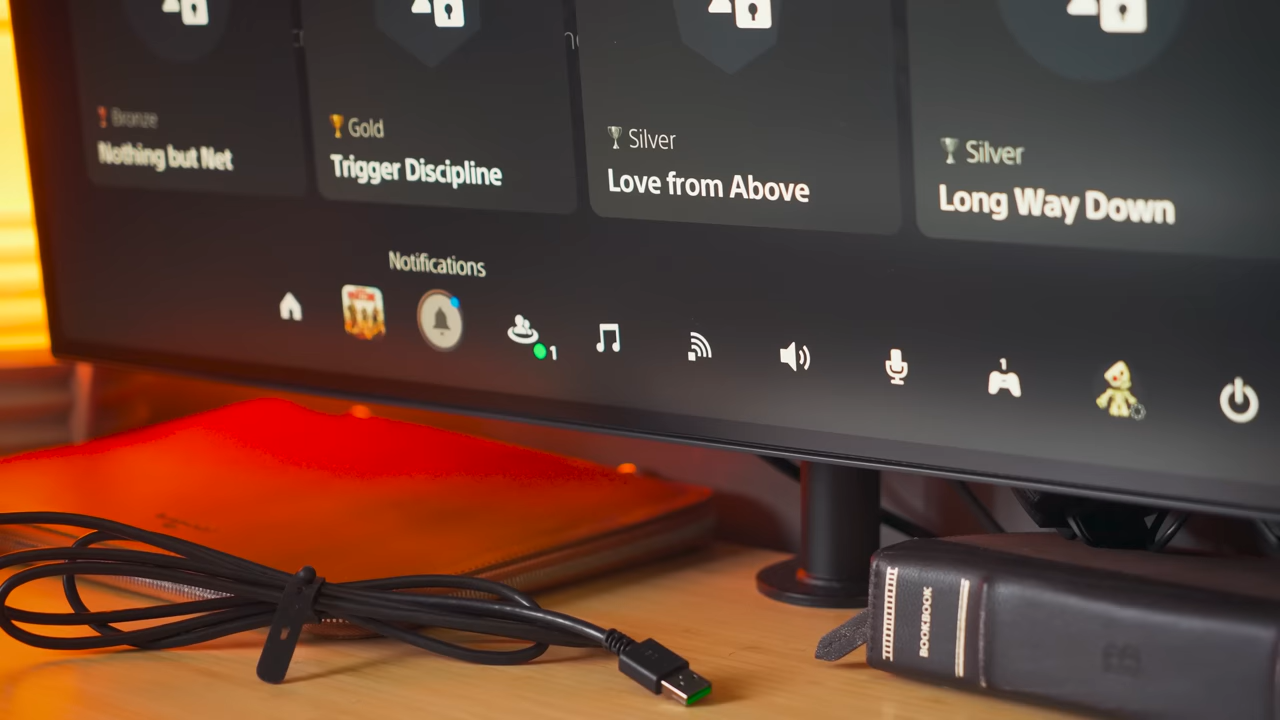 Bronze
Nothing but Net
Gold
Trigger Discipline
Silver
Love from Above
Silver
Long Way Down
Notifications
1
1
BOOKBOOK